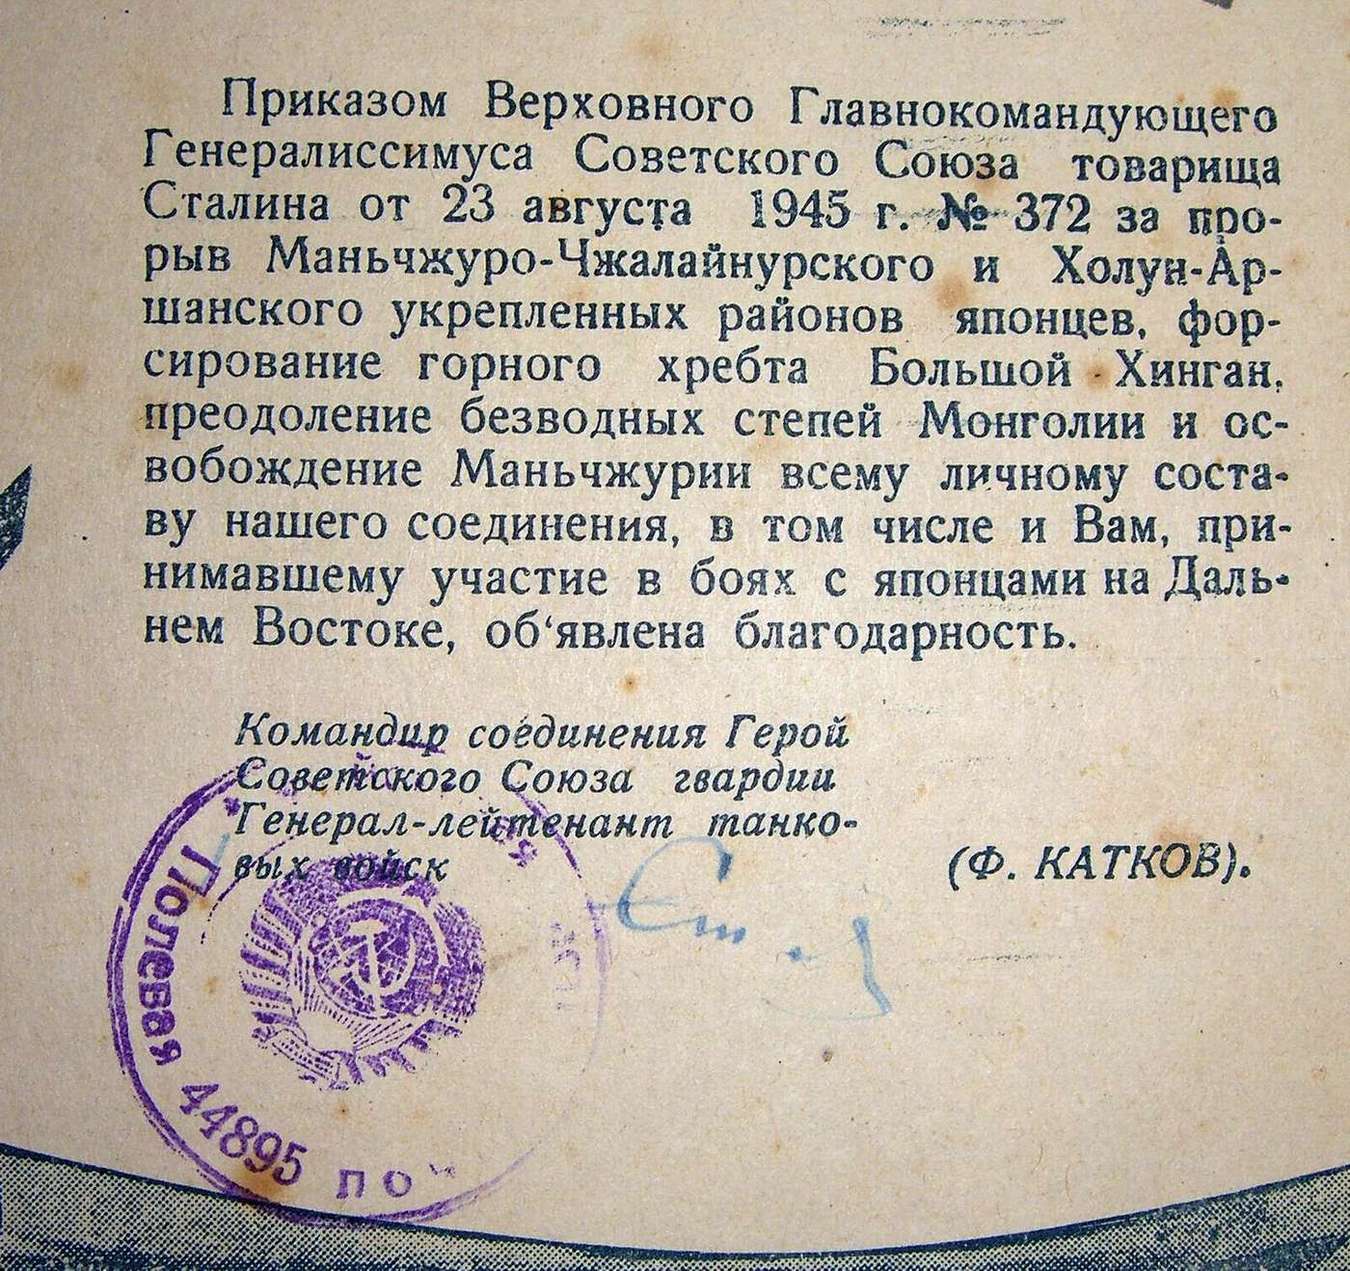 Приказом Верховного Главнокомандующего
Генералиссимуса Советского Союза товарища
Сталина от 23 августа 1945 г. № 372 за про-
рыв Маньчжуро-Чжалайнурского и Холун-Ар-
шанского укрепленных районов японцев, фор-
сирование горного хребта Большой Хинган,
преодоление безводных степей Монголии и ос-
вобождение Маньчжурии всему личному соста-
ву нашего соединения, в том числе и Вам, при-
нимавшему участие в боях с японцами на Даль-
нем Востоке, об‘явлена благодарность.
Командир соединения Герой
Советского Союза гвардии
Генерал-лейтенант танко-
вых войск
(Ф. КАТКОВ).
Полевая 44895